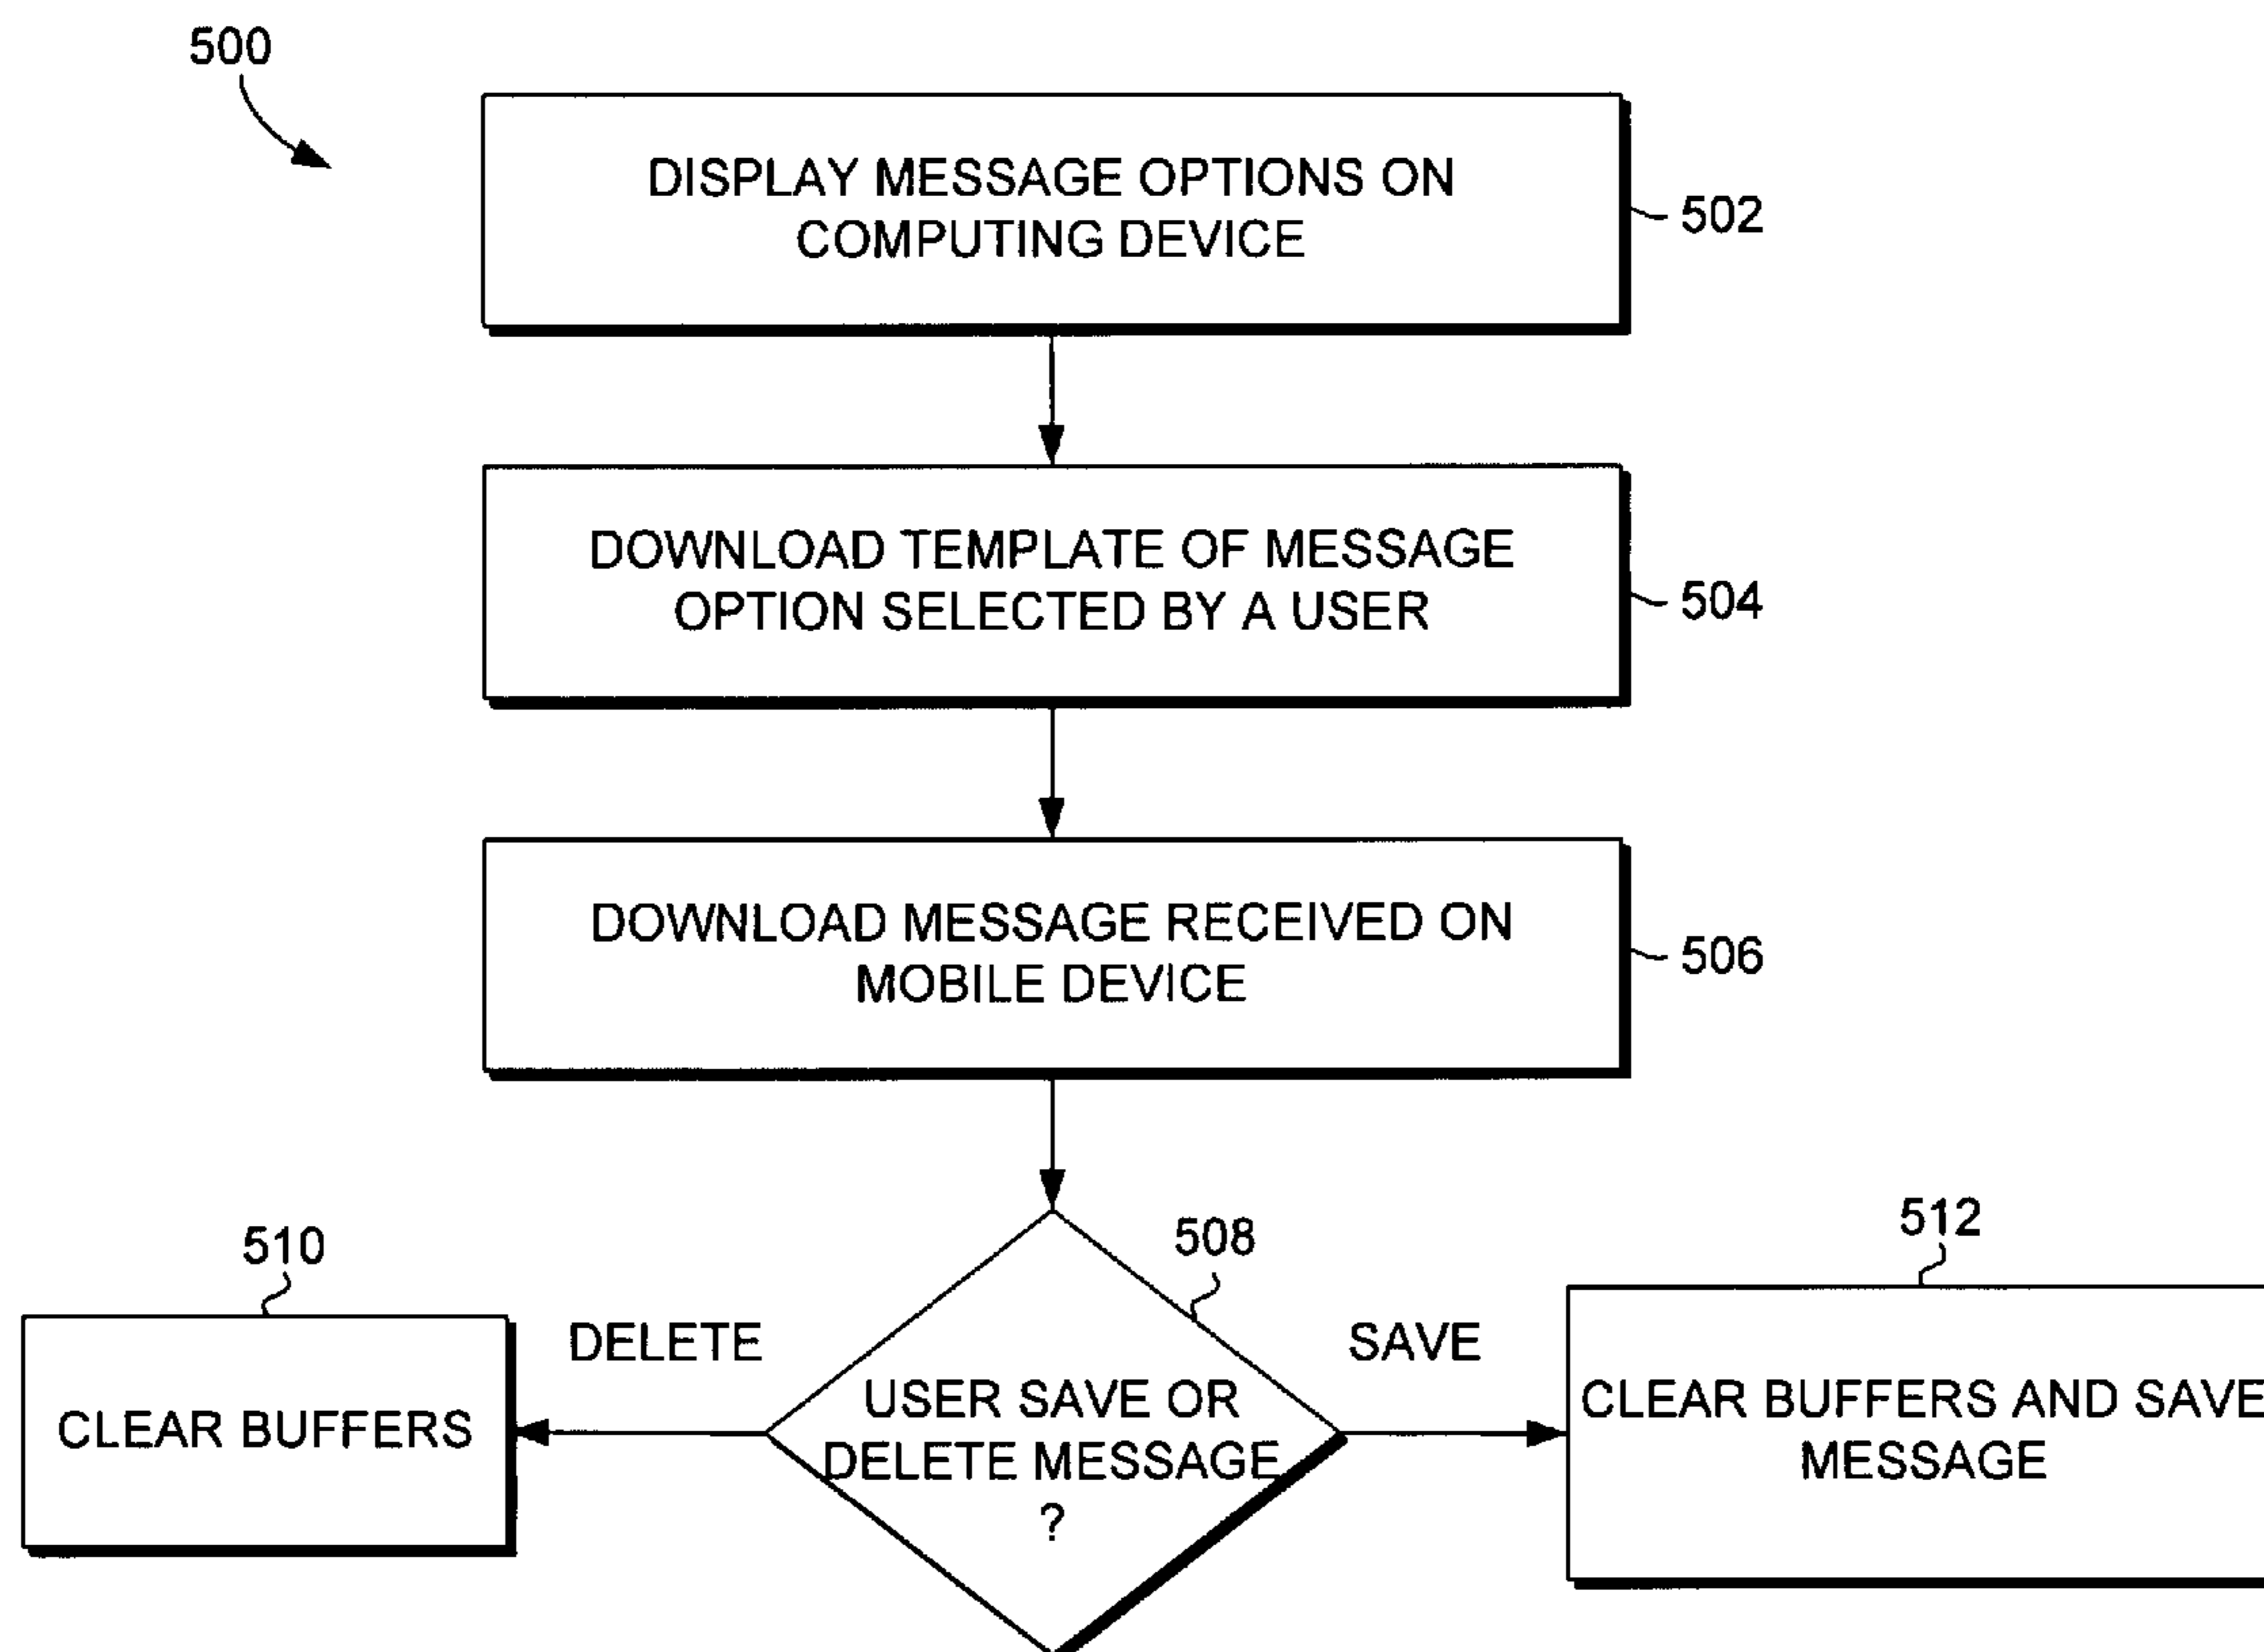 500
DISPLAY MESSAGE OPTIONS ON
COMPUTING DEVICE
502
DOWNLOAD TEMPLATE OF MESSAGE
OPTION SELECTED BY A USER
504
DOWNLOAD MESSAGE RECEIVED ON
MOBILE DEVICE
506
508
510
512
DELETE
SAVE
CLEAR BUFFERS
USER SAVE OR
DELETE MESSAGE
?
CLEAR BUFFERS AND SAVE
MESSAGE